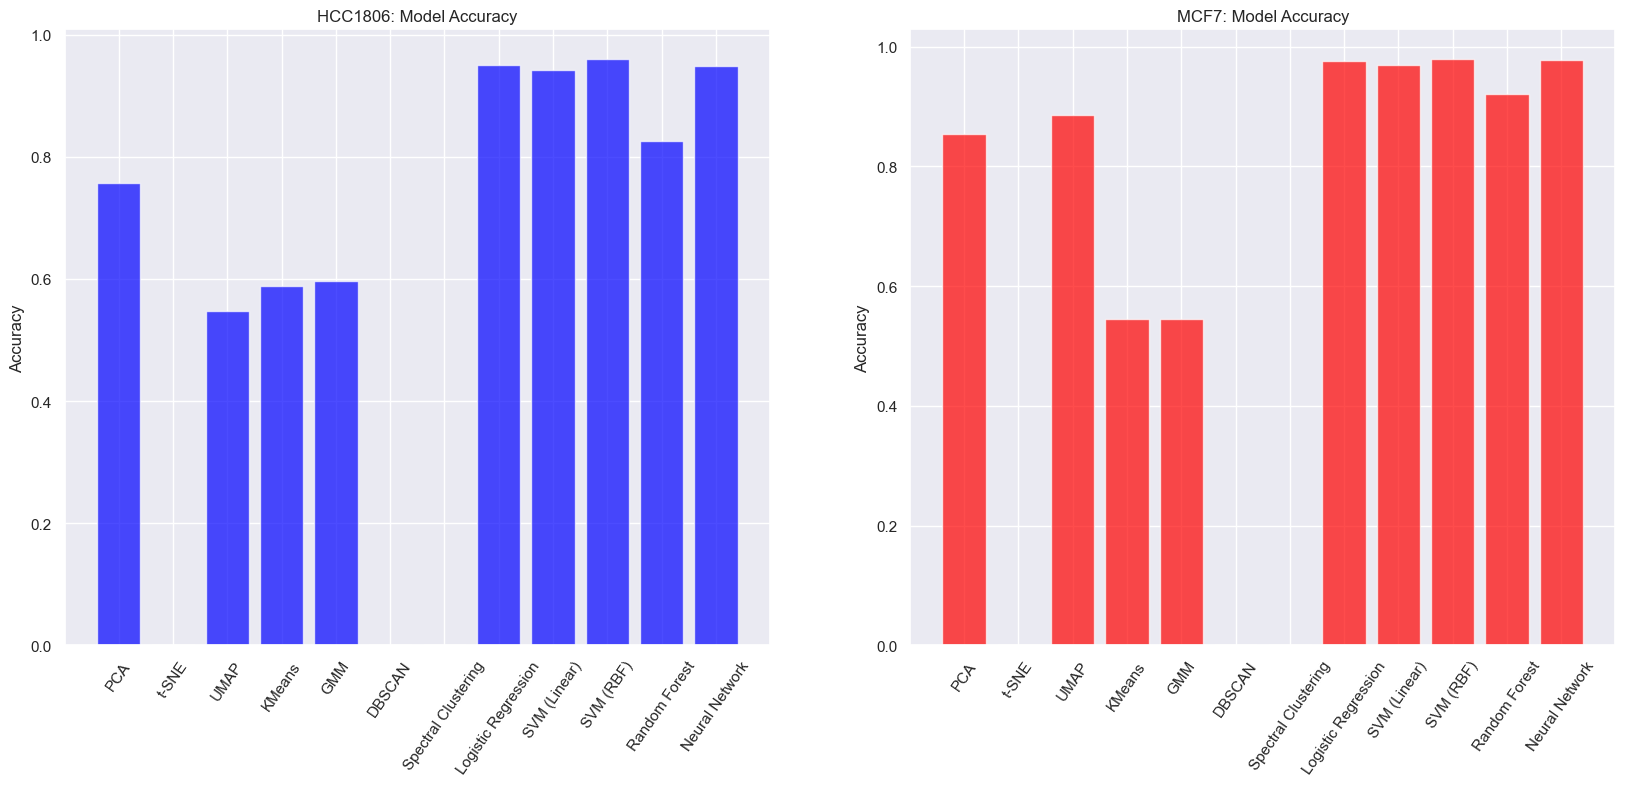 HCC1806: Model Accuracy
Accuracy
1.0
0.8
0.6
0.4
0.2
0.0
PCA
t-SNE
UMAP
KMeans
GMM
DBSCAN
Spectral Clustering
Logistic Regression
SVM (Linear)
SVM (RBF)
Random Forest
Neural Network
MCF7: Model Accuracy
Accuracy
1.0
0.8
0.6
0.4
0.2
0.0
PCA
t-SNE
UMAP
KMeans
GMM
DBSCAN
Spectral Clustering
Logistic Regression
SVM (Linear)
SVM (RBF)
Random Forest
Neural Network